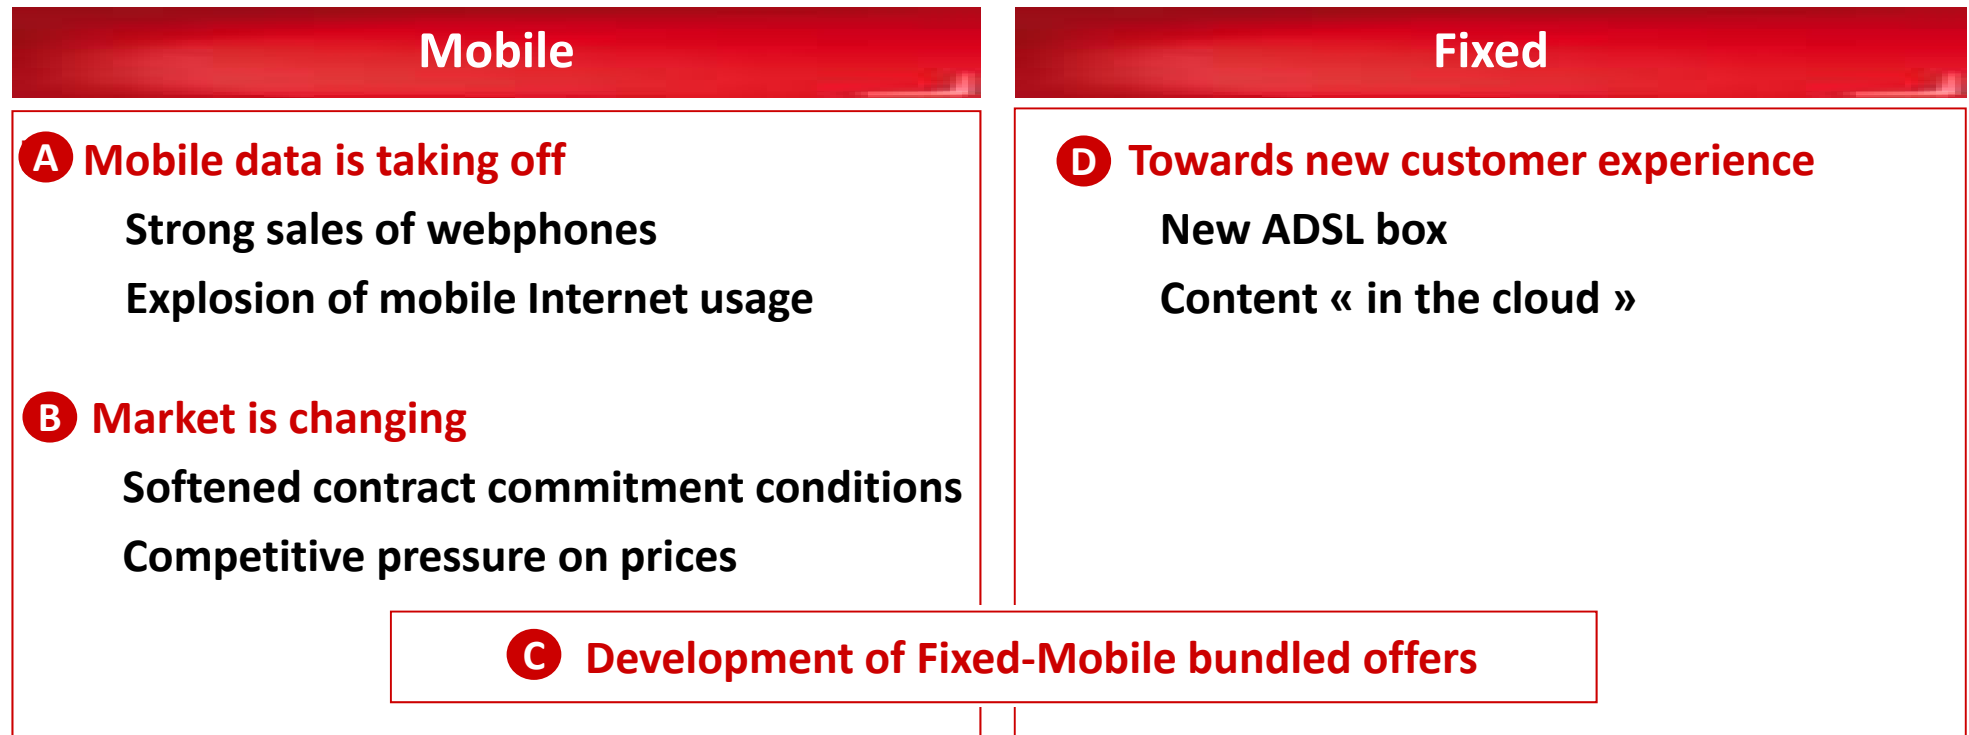 Mobile
A Mobile data is taking off
Strong sales of webphones
Explosion of mobile Internet usage
B Market is changing
Softened contract commitment conditions
Competitive pressure on prices
Fixed
D Towards new customer experience
New ADSL box
Content « in the cloud »
C Development of Fixed-Mobile bundled offers